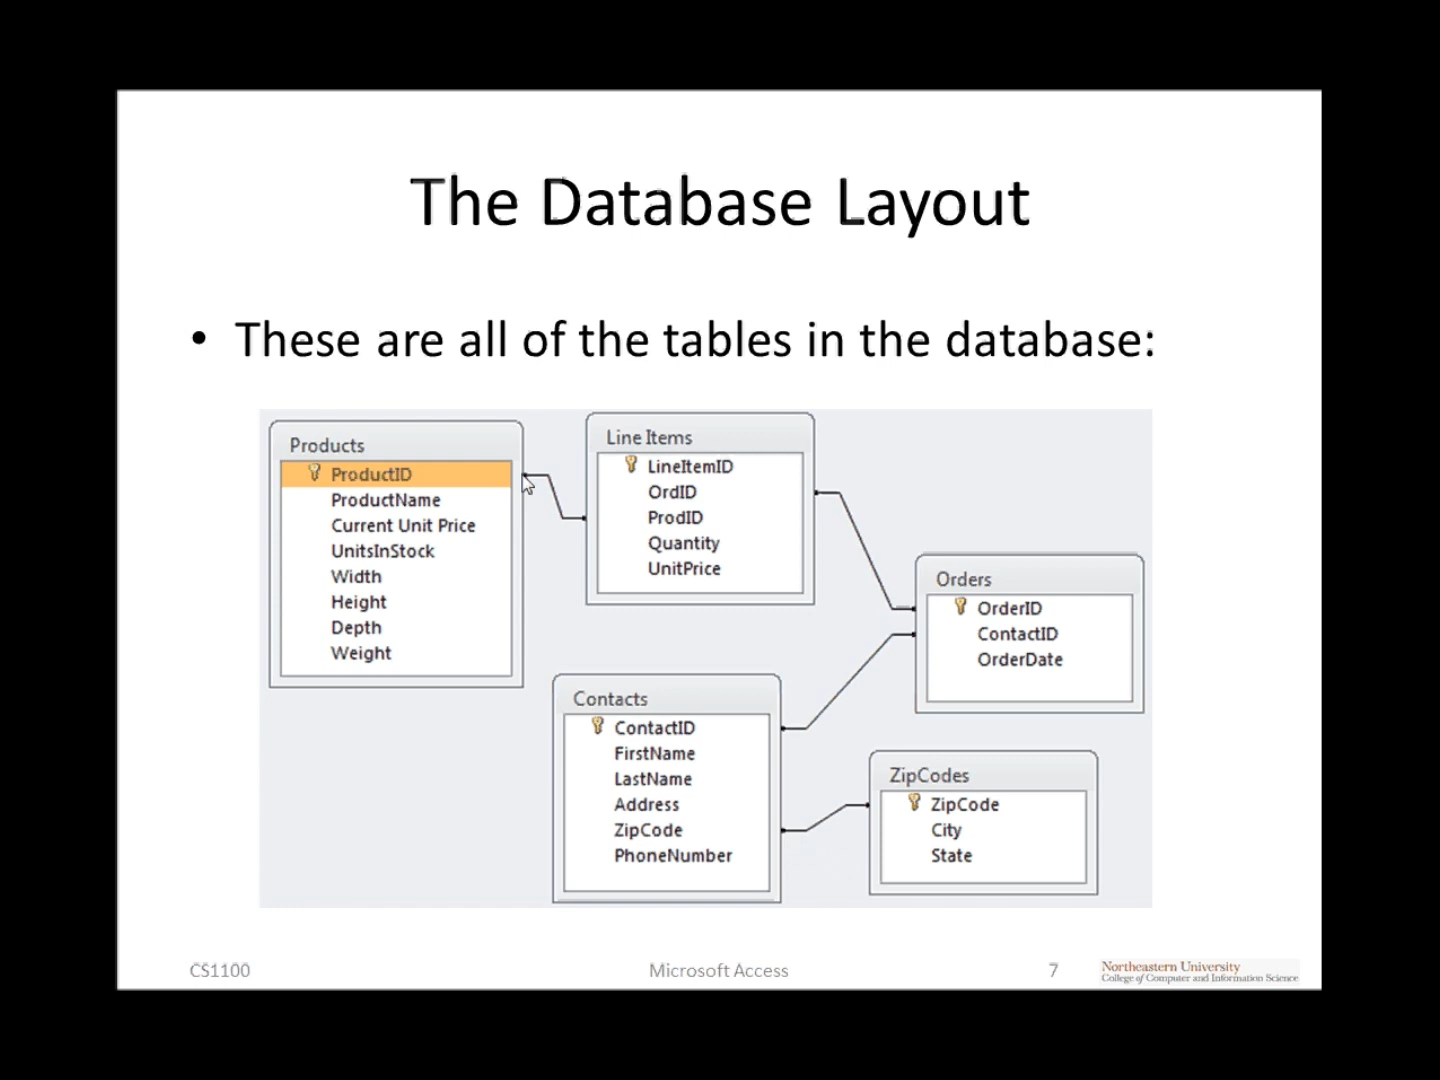 The Database Layout
• These are all of the tables in the database:
Products
ProductID
ProductName
Current Unit Price
UnitsInStock
Width
Height
Depth
Weight
Line Items
LineItemID
OrdID
ProdID
Quantity
UnitPrice
Orders
OrderID
ContactID
OrderDate
Contacts
ContactID
FirstName
LastName
Address
ZipCode
PhoneNumber
ZipCodes
ZipCode
City
State
CS1100
Microsoft Access
7
Northeastern University
College of Computer and Information Science